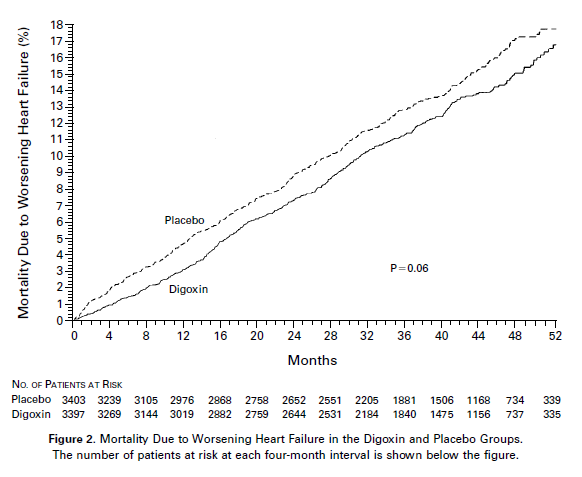 Mortality Due to Worsening Heart Failure (%)
18
17
16
15
14
13
12
11
10
9
8
7
6
5
4
3
2
1
0
Placebo
Digoxin
P=0.06
0 4 8 12 16 20 24 28 32 36 40 44 48 52
Months
No. of Patients at Risk
Placebo 3403 3239 3105 2976 2868 2758 2652 2551 2205 1881 1506 1168 734 339
Digoxin 3397 3269 3144 3019 2882 2759 2644 2531 2184 1840 1475 1156 737 335
Figure 2. Mortality Due to Worsening Heart Failure in the Digoxin and Placebo Groups.
The number of patients at risk at each four-month interval is shown below the figure.